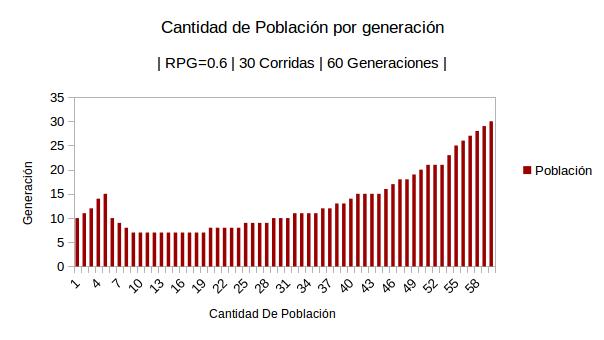 Cantidad de Población por generación
| RPG=0.6 | 30 Corridas | 60 Generaciones |
35
30
25
20
15
10
5
0
Generación
1 4 7 10 13 16 19 22 25 28 31 34 37 40 43 46 49 52 55 58
Cantidad De Población
Población